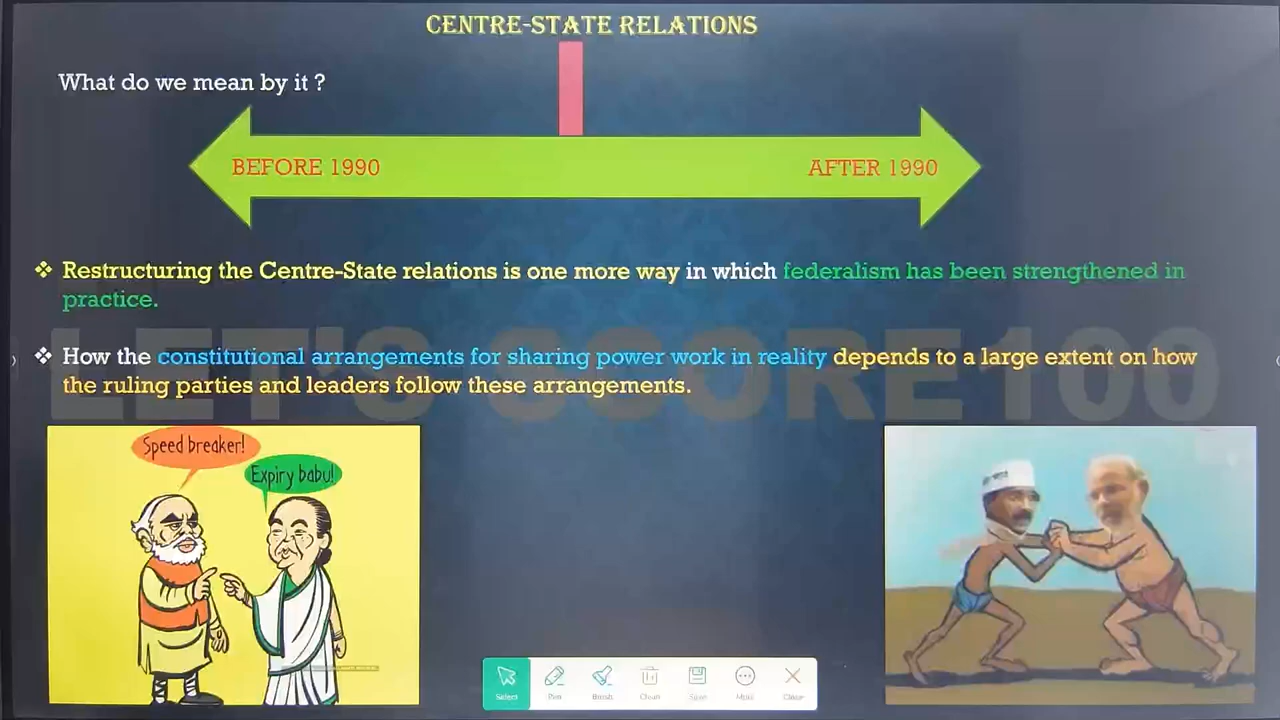 CENTRE-STATE RELATIONS
What do we mean by it ?
BEFORE 1990
AFTER 1990
Restructuring the Centre-State relations is one more way in which federalism has been strengthened in
practice.
LET'S SCORE100
How the constitutional arrangements for sharing power work in reality depends to a large extent on how
the ruling parties and leaders follow these arrangements.
Speed breaker!
Expiry babu!
Select
Pen
Brush
Clean
Save
More
Close